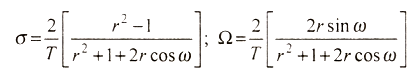 σ = 2/T [ (r² − 1) / (r² + 1 + 2r cos ω) ] ; Ω = 2/T [ (2r sin ω) / (r² + 1 + 2r cos ω) ]